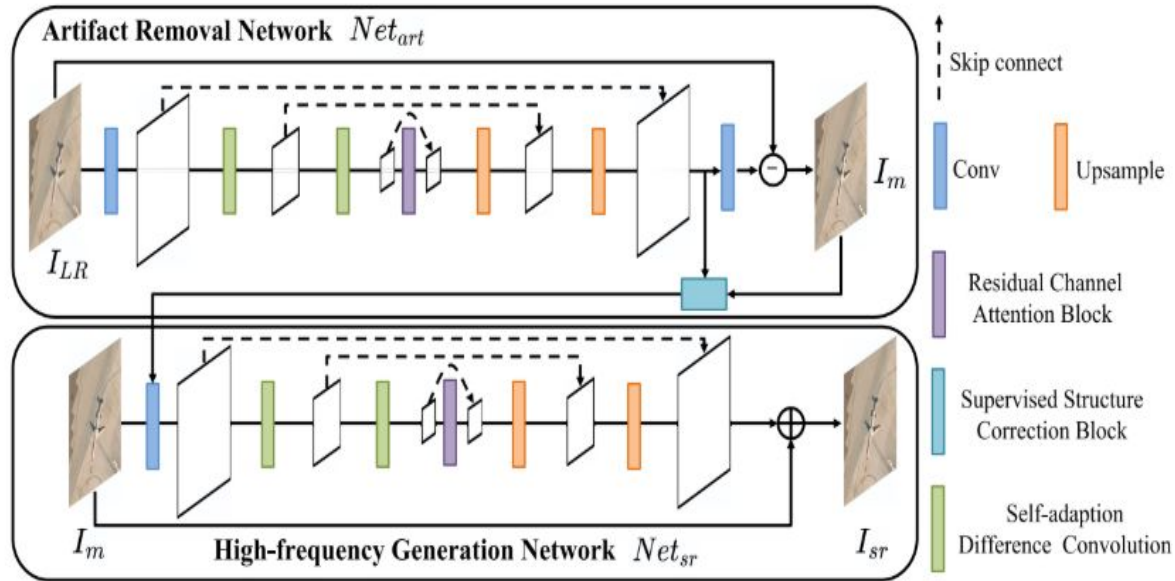 Artifact Removal Network Net_art
Skip connect
I_LR
I_m
Conv
Upsample
Residual Channel
Attention Block
Supervised Structure
Correction Block
Self-adaption
Difference Convolution
I_m
I_sr
High-frequency Generation Network Net_sr